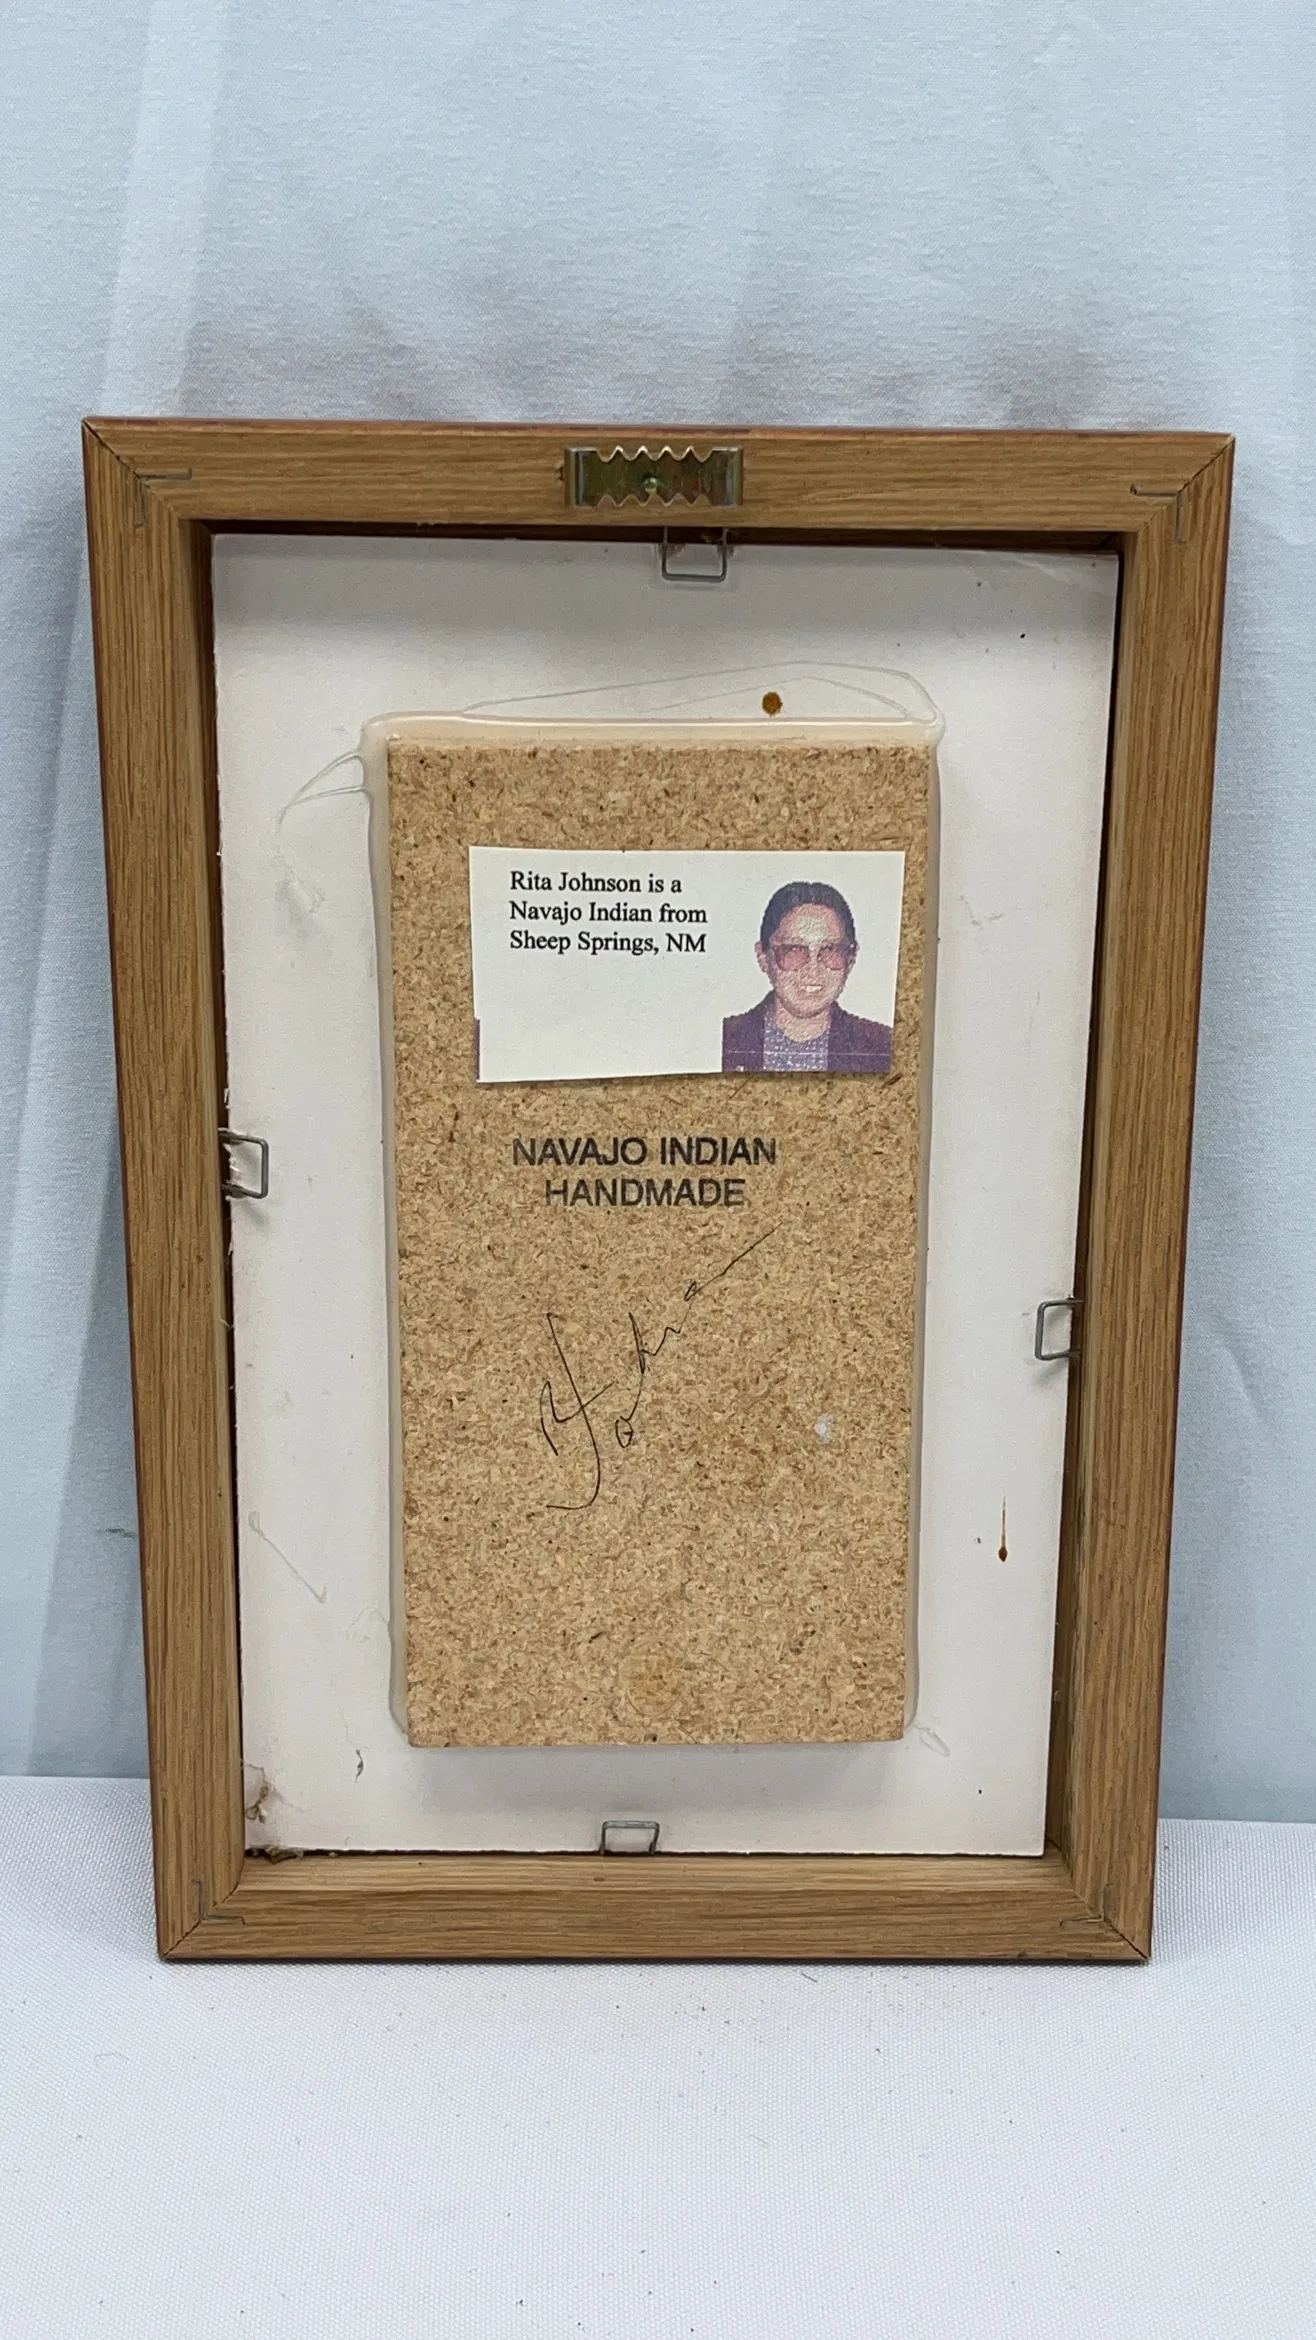 Rita Johnson is a
Navajo Indian from
Sheep Springs, NM
NAVAJO INDIAN
HANDMADE